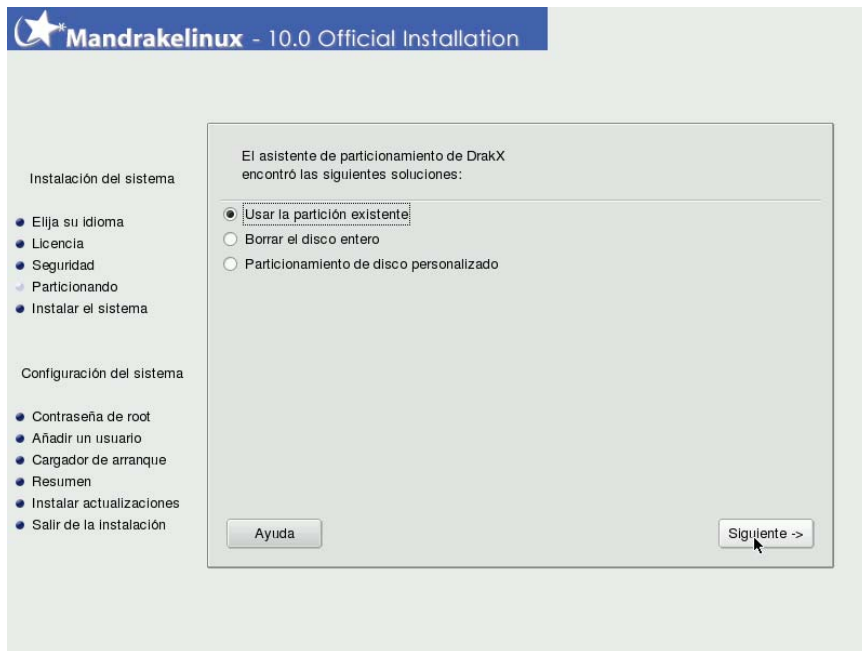 Mandrakelinux - 10.0 Official Installation
Instalación del sistema
Elija su idioma
Licencia
Seguridad
Particionando
Instalar el sistema
Configuración del sistema
Contraseña de root
Añadir un usuario
Cargador de arranque
Resumen
Instalar actualizaciones
Salir de la instalación
El asistente de particionamiento de DrakX
encontró las siguientes soluciones:
Usar la partición existente
Borrar el disco entero
Particionamiento de disco personalizado
Ayuda
Siguiente ->